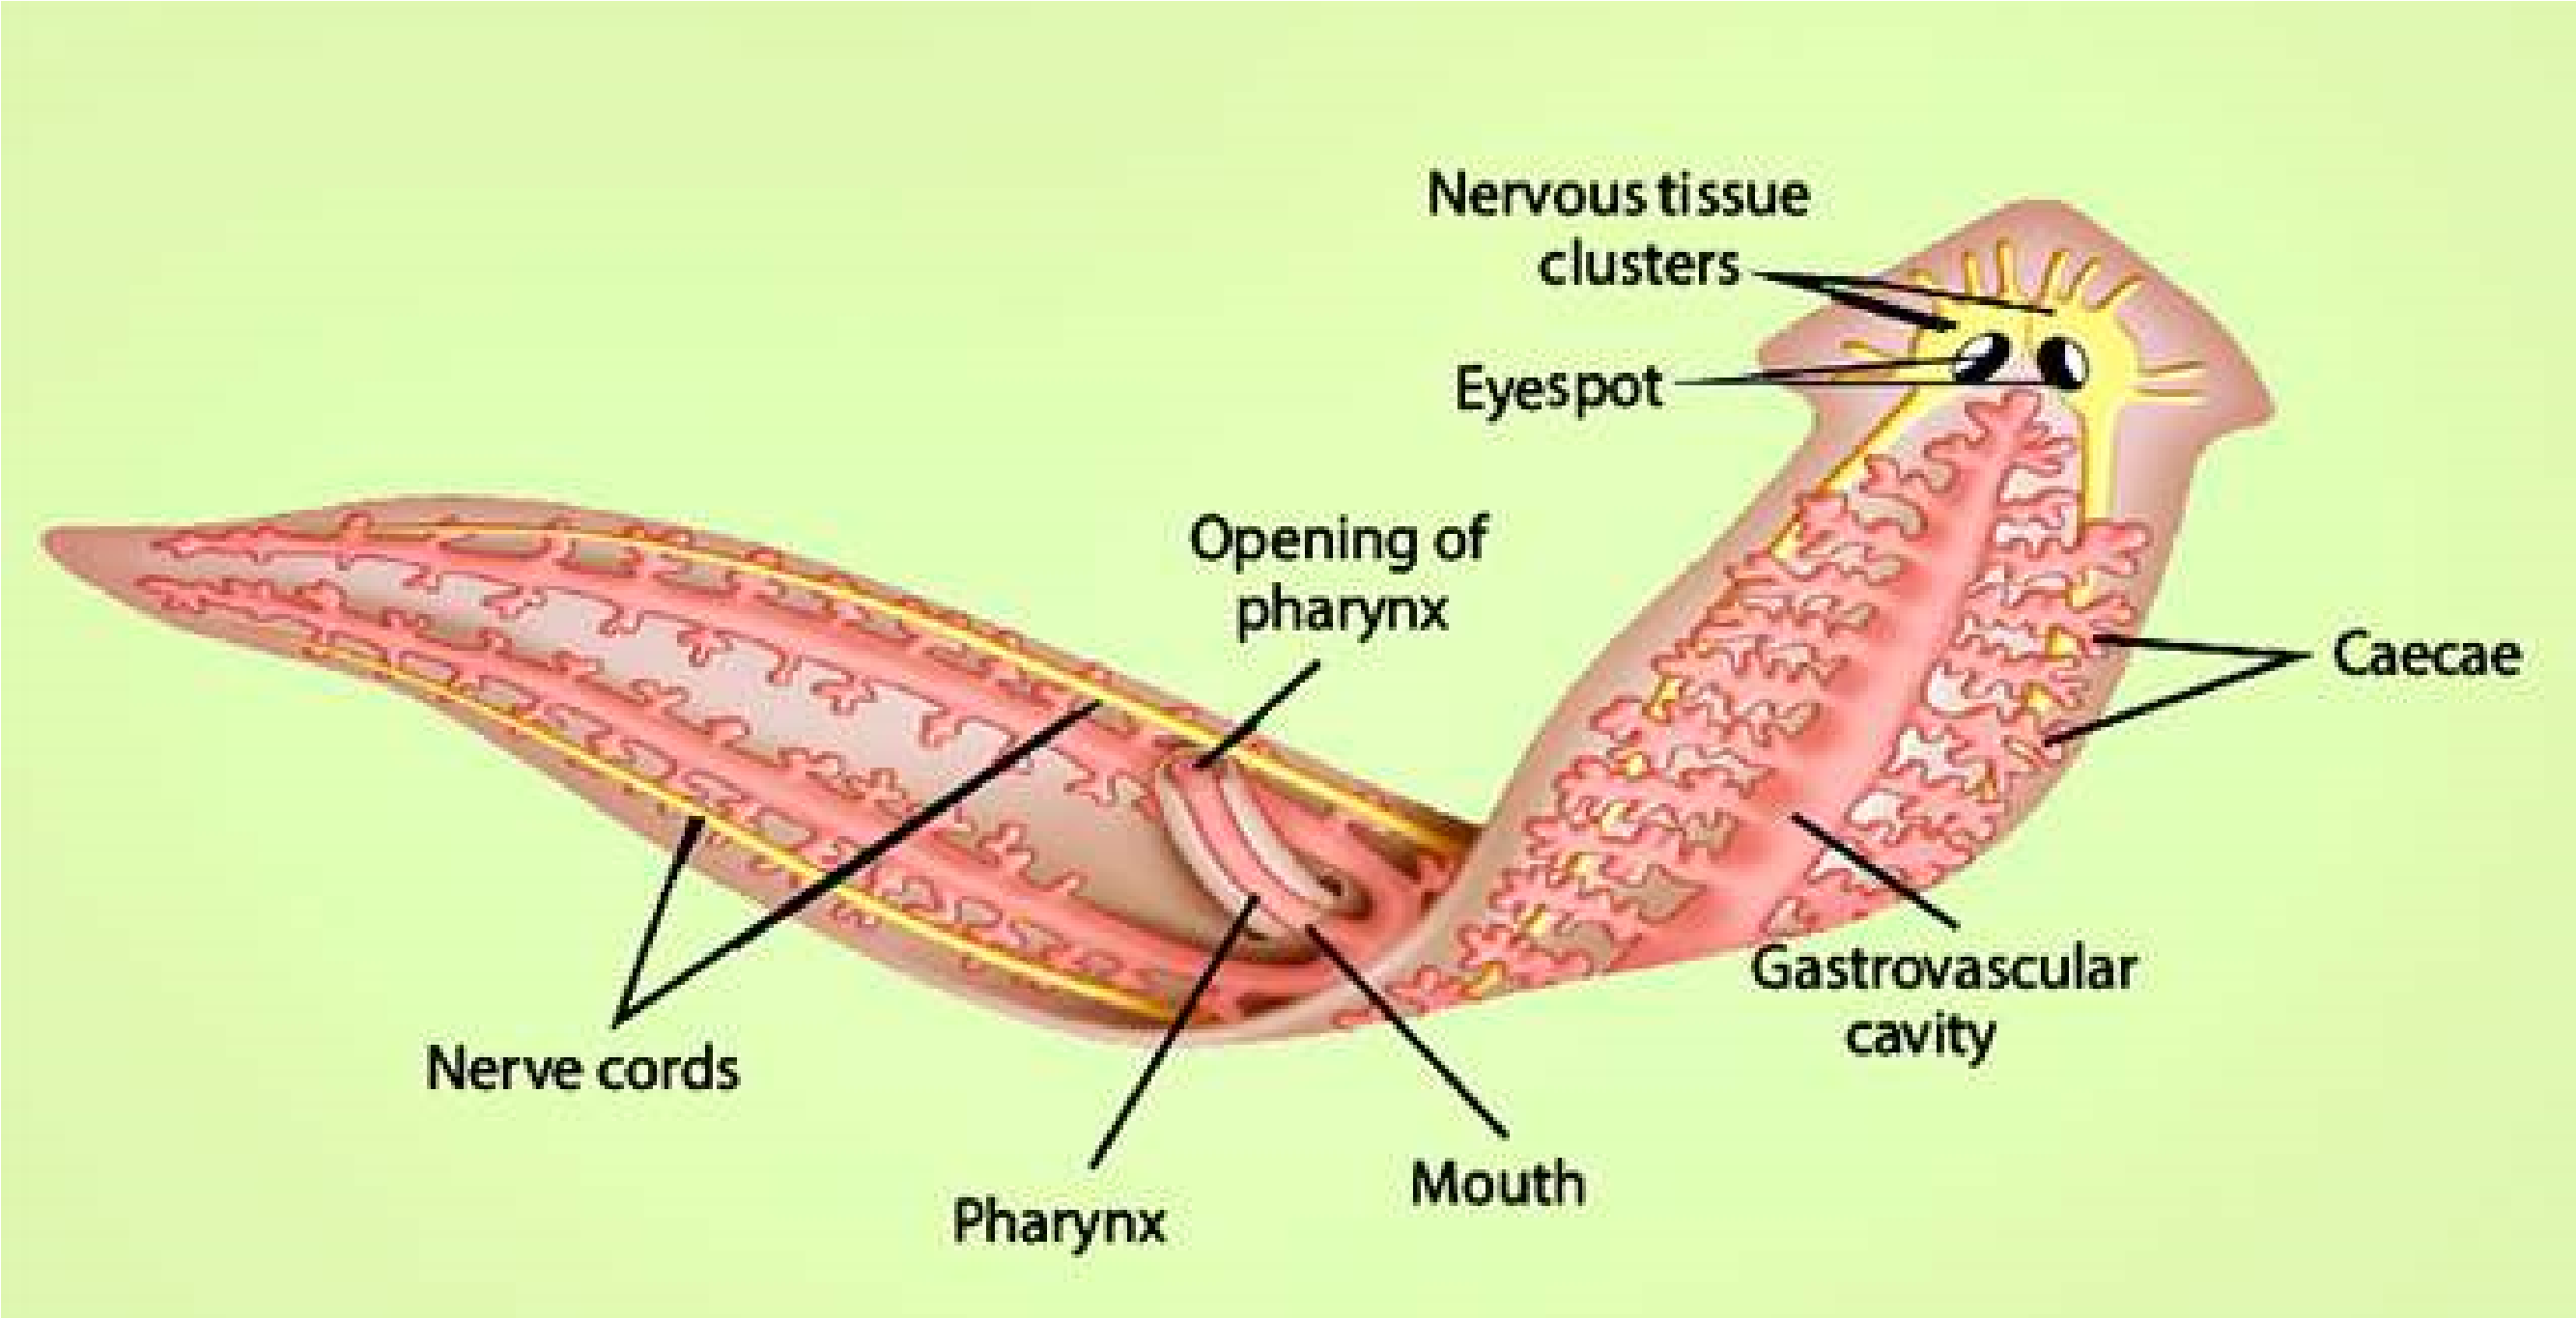 Nervous tissue
clusters
Eyespot
Opening of
pharynx
Caecae
Gastrovascular
cavity
Nerve cords
Mouth
Pharynx